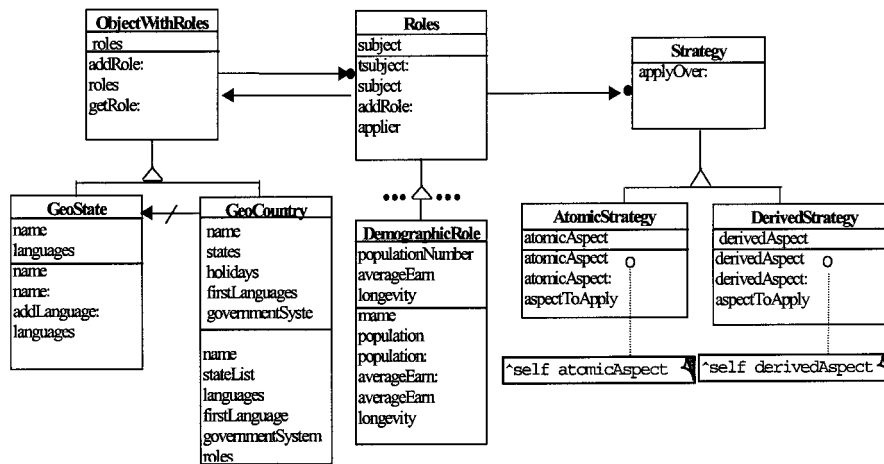 ObjectWithRoles
roles
addRole:
roles
getRole:
Roles
subject
tsubject:
subject
addRole:
applier
Strategy
applyOver:
GeoState
name
languages
name
name:
addLanguage:
languages
GeoCountry
name
states
holidays
firstLanguages
governmentSyste
name
stateList
languages
firstLanguage
governmentSystem
roles
DemographicRole
populationNumber
averageEarn
longevity
mame
population
population:
averageEarn:
averageEarn
longevity
AtomicStrategy
atomicAspect
atomicAspect
atomicAspect:
aspectToApply
DerivedStrategy
derivedAspect
derivedAspect
derivedAspect:
aspectToApply
^self atomicAspect
^self derivedAspect